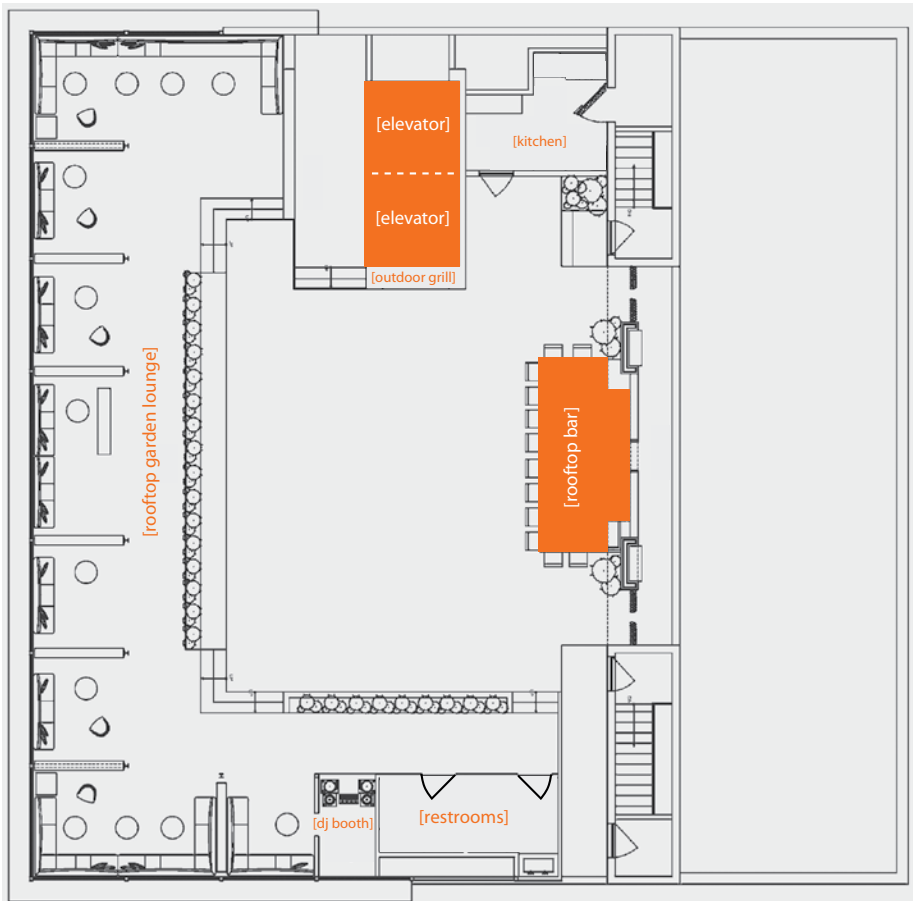 [elevator]
[kitchen]
[elevator]
[outdoor grill]
[rooftop garden lounge]
[rooftop bar]
[dj booth]
[restrooms]